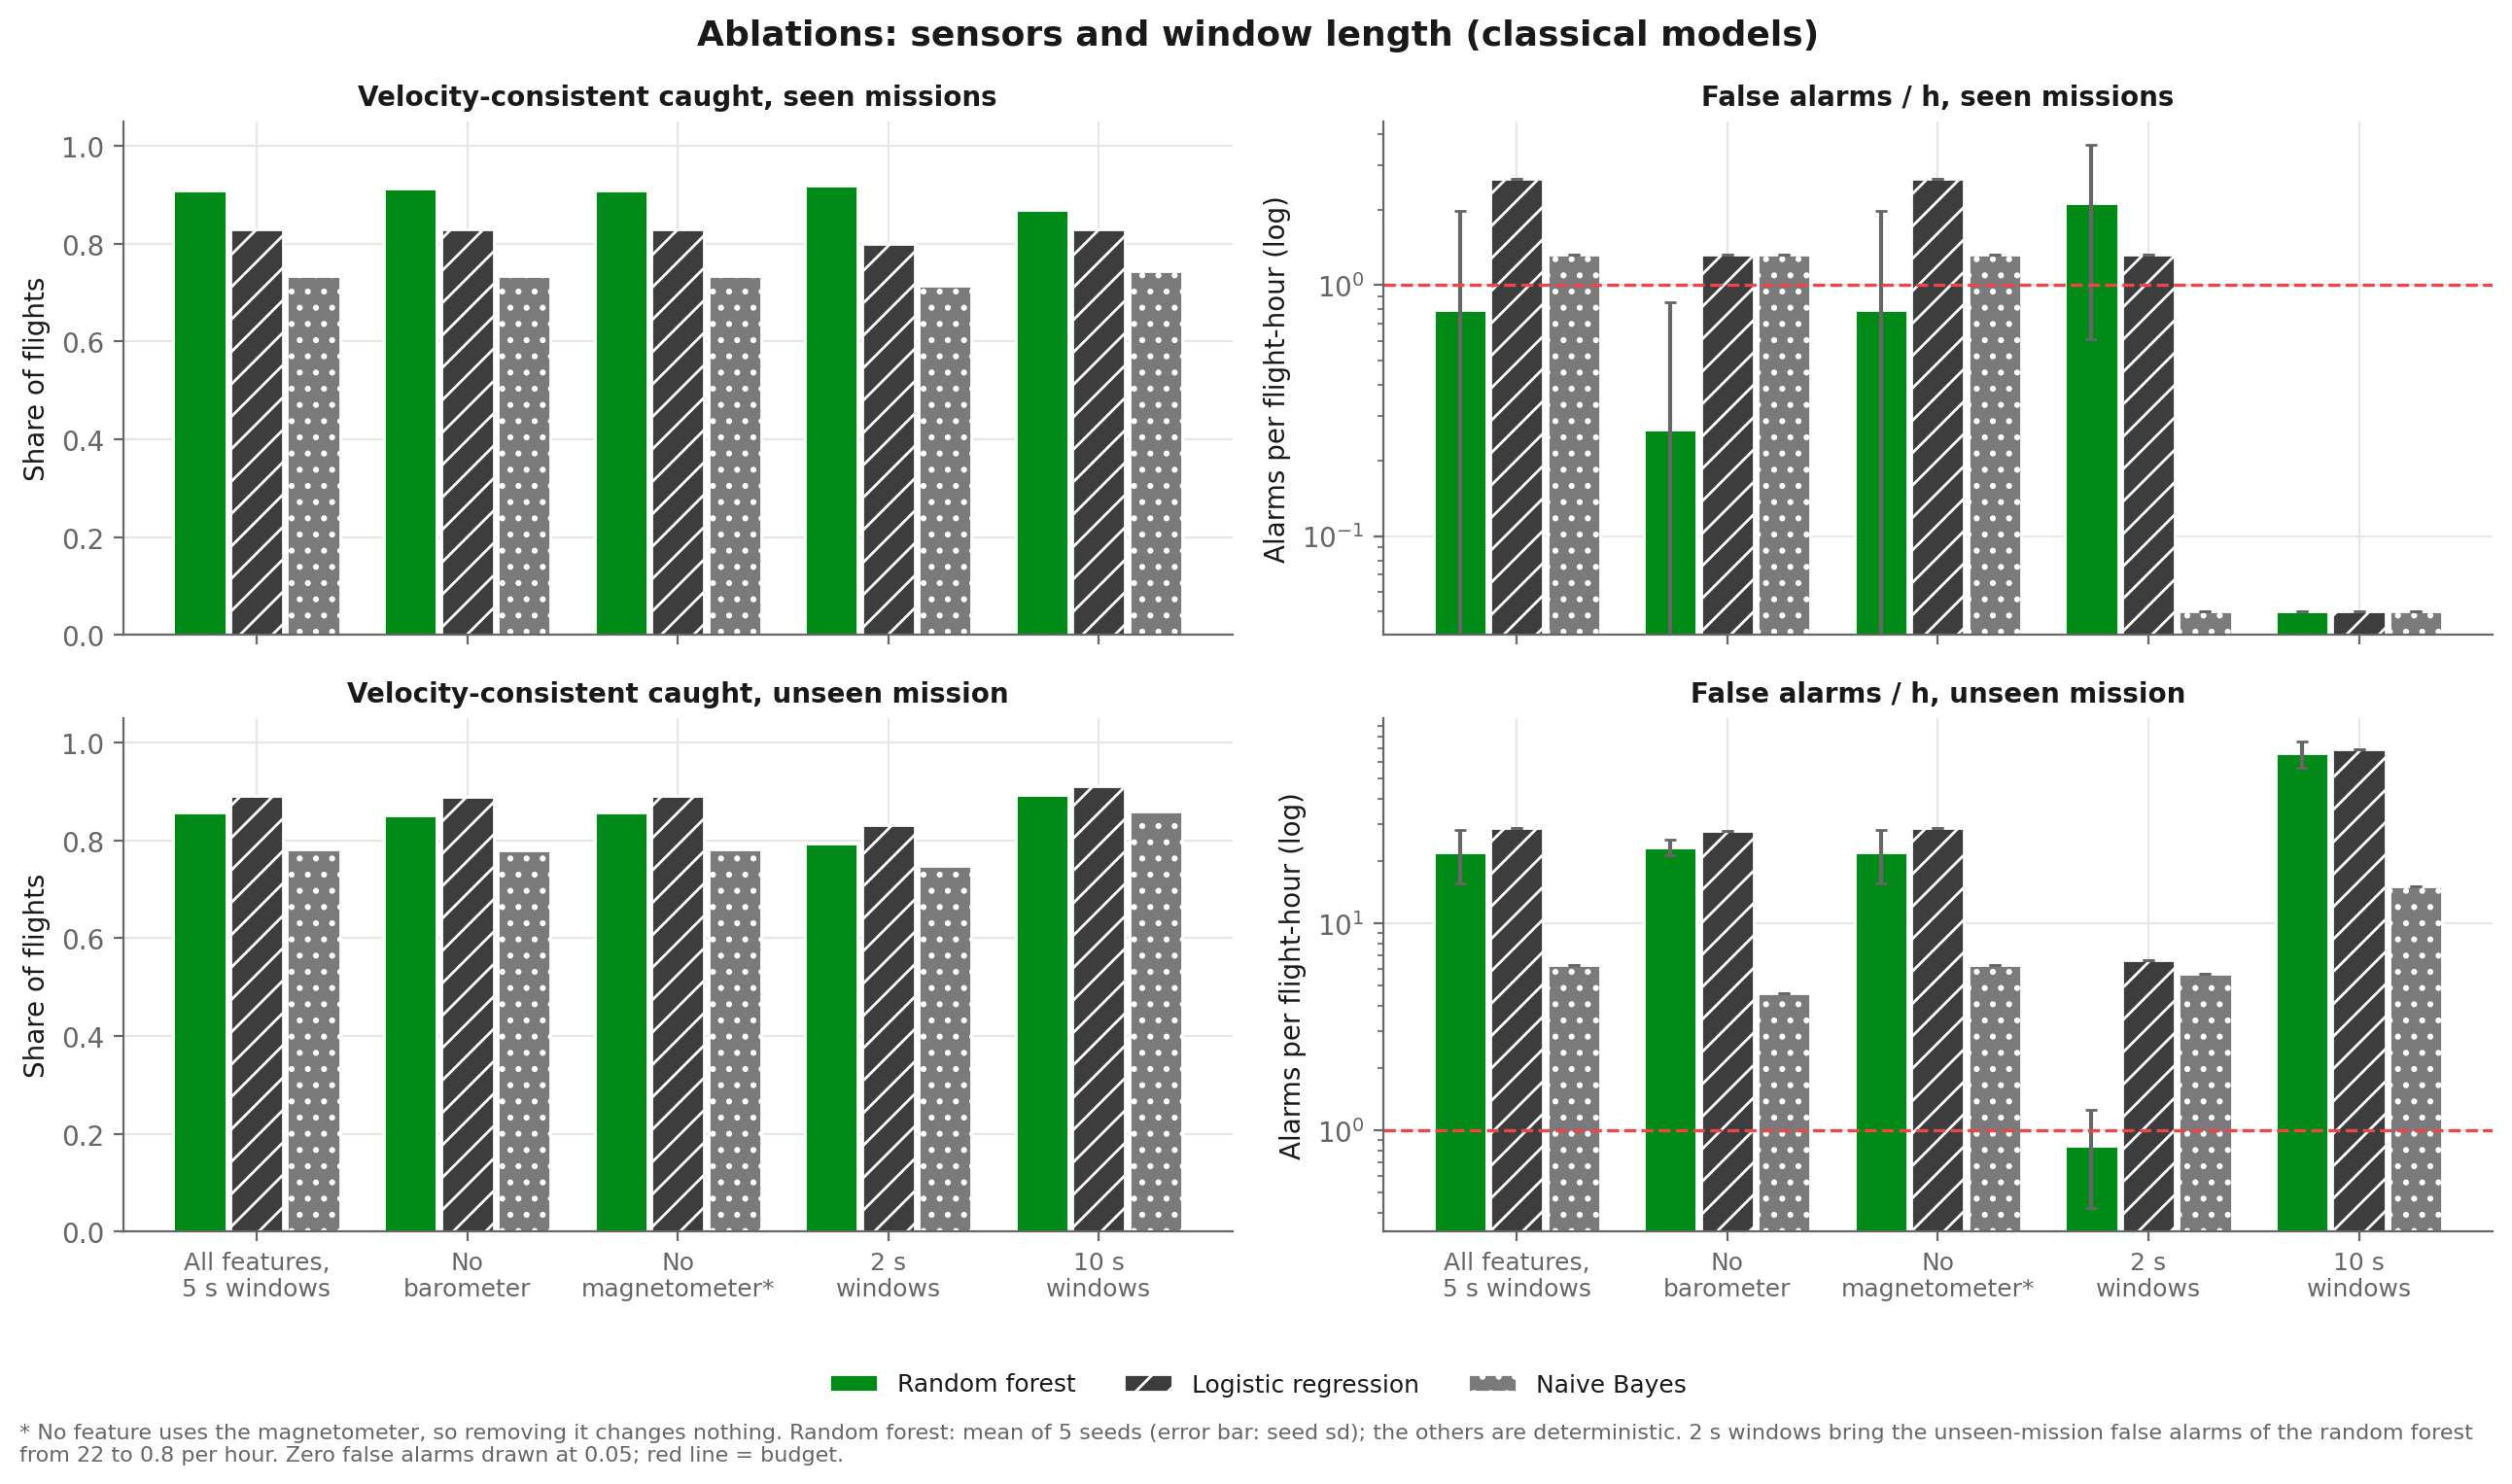 Ablations: sensors and window length (classical models)
Velocity-consistent caught, seen missions
Share of flights
1.0
0.8
0.6
0.4
0.2
0.0
False alarms / h, seen missions
Alarms per flight-hour (log)
10⁰
10⁻¹
Velocity-consistent caught, unseen mission
Share of flights
1.0
0.8
0.6
0.4
0.2
0.0
All features,
5 s windows
No
barometer
No
magnetometer*
2 s
windows
10 s
windows
False alarms / h, unseen mission
Alarms per flight-hour (log)
10¹
10⁰
All features,
5 s windows
No
barometer
No
magnetometer*
2 s
windows
10 s
windows
Random forest
Logistic regression
Naive Bayes
* No feature uses the magnetometer, so removing it changes nothing. Random forest: mean of 5 seeds (error bar: seed sd); the others are deterministic. 2 s windows bring the unseen-mission false alarms of the random forest
from 22 to 0.8 per hour. Zero false alarms drawn at 0.05; red line = budget.